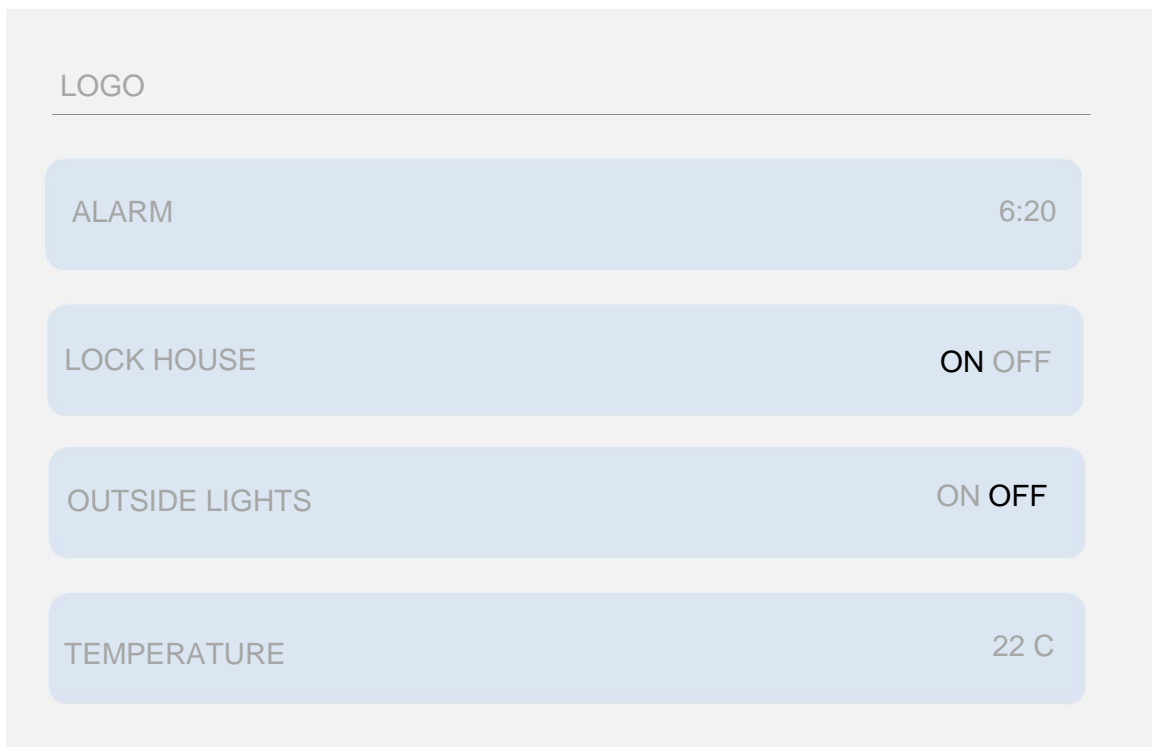 LOGO
ALARM 6:20
LOCK HOUSE ON OFF
OUTSIDE LIGHTS ON OFF
TEMPERATURE 22 C